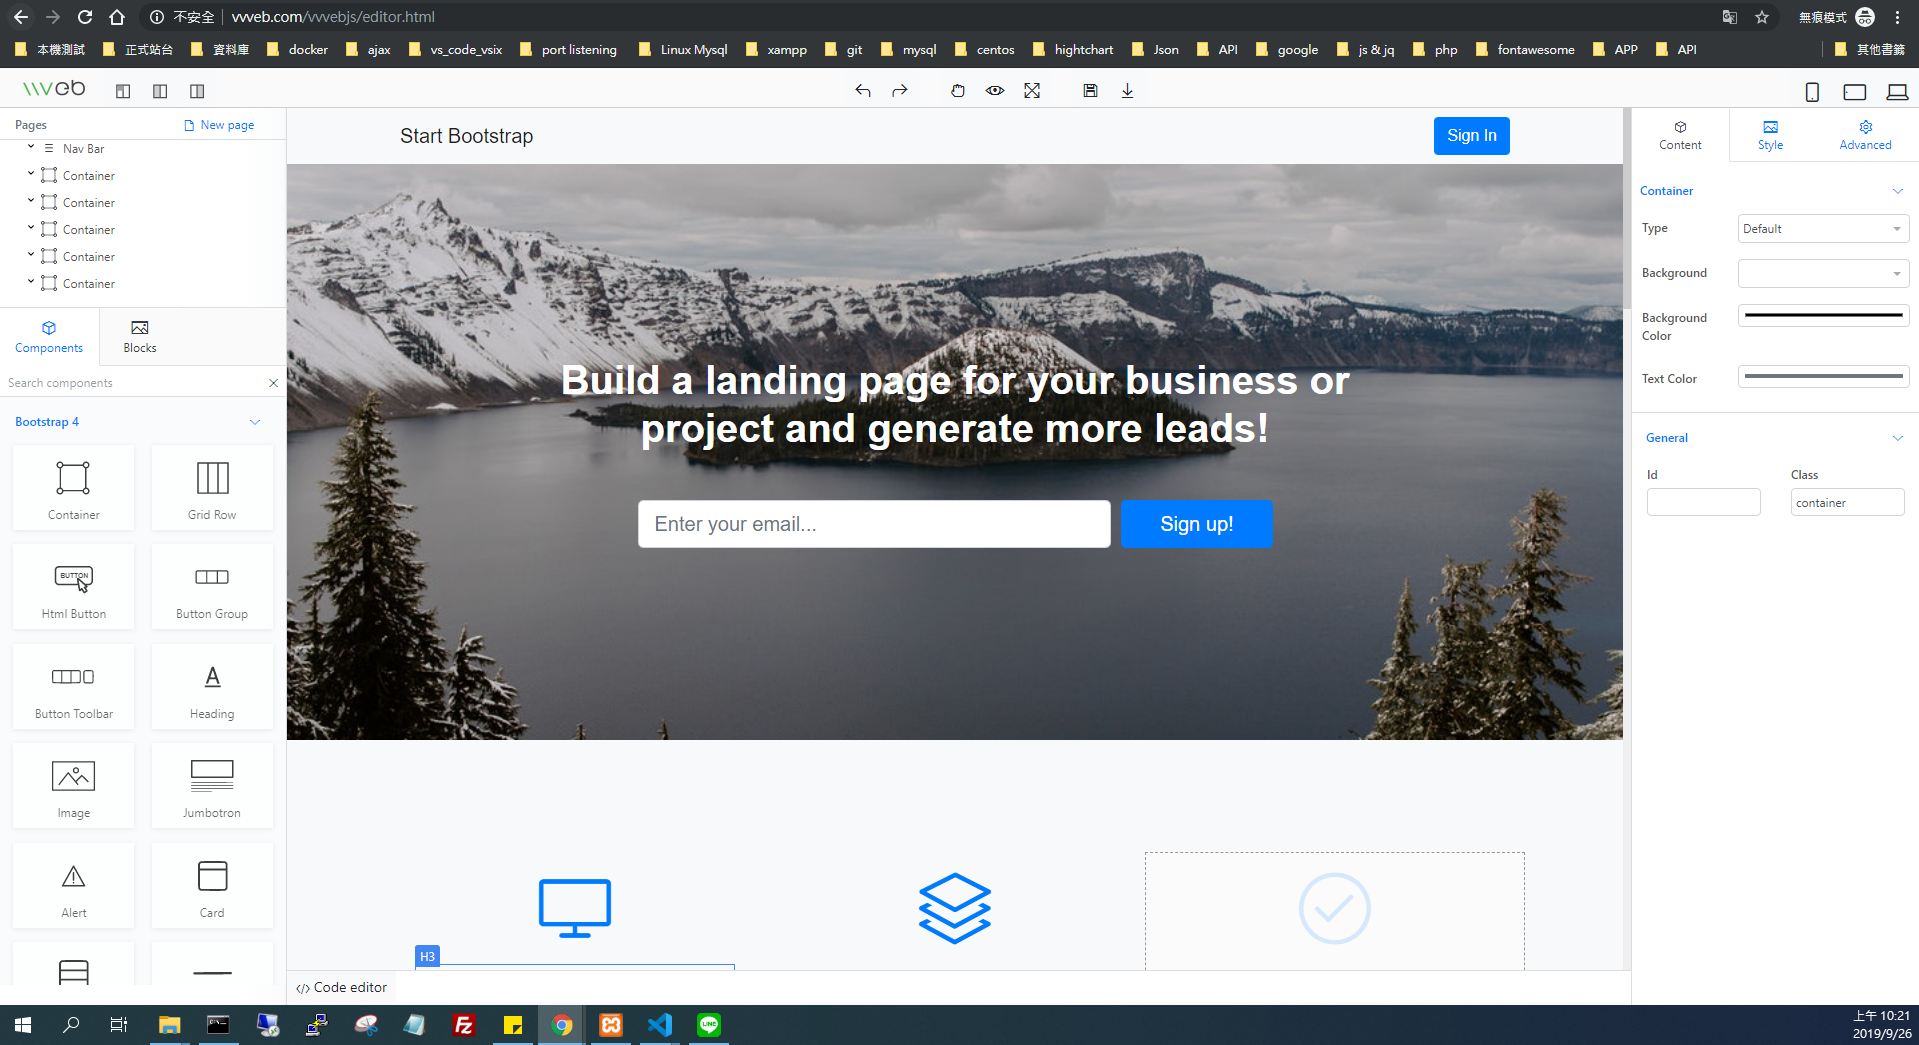 不安全 vvveb.com/vvvebjs/editor.html 無痕模式
本機測試 正式站台 資料庫 docker ajax vs_code_vsix port listening Linux Mysql xampp git mysql centos hightchart Json API google js & jq php fontawesome APP API 其他書籤
vvveb
Pages New page
Nav Bar
Container
Container
Container
Container
Container
Components Blocks
Search components
Bootstrap 4
Container Grid Row
BUTTON
Html Button Button Group
Button Toolbar Heading
Image Jumbotron
Alert Card
Start Bootstrap Sign In
Build a landing page for your business or
project and generate more leads!
Enter your email... Sign up!
H3
</> Code editor
Content Style Advanced
Container
Type Default
Background
Background
Color
Text Color
General
Id Class
container
上午 10:21
2019/9/26